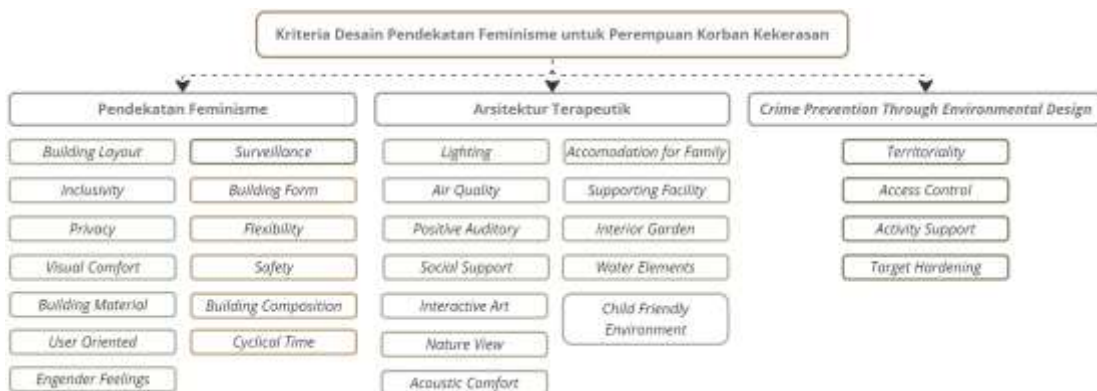 Kriteria Desain Pendekatan Feminisme untuk Perempuan Korban Kekerasan
Pendekatan Feminisme
Building Layout
Inclusivity
Privacy
Visual Comfort
Building Material
User Oriented
Engender Feelings
Surveillance
Building Form
Flexibility
Safety
Building Composition
Cyclical Time
Arsitektur Terapeutik
Lighting
Air Quality
Positive Auditory
Social Support
Interactive Art
Nature View
Acoustic Comfort
Accomodation for Family
Supporting Facility
Interior Garden
Water Elements
Child Friendly
Environment
Crime Prevention Through Environmental Design
Territoriality
Access Control
Activity Support
Target Hardening